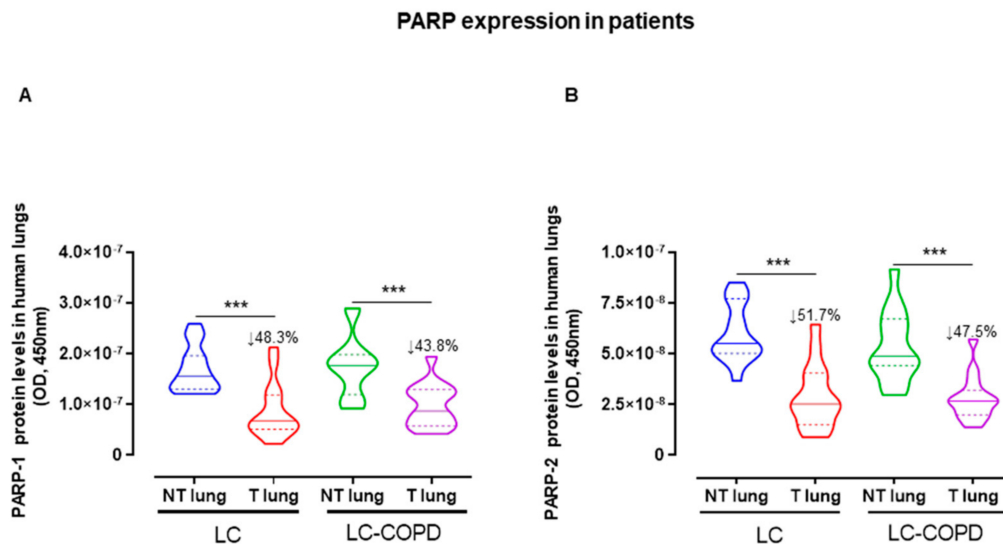 PARP expression in patients
A
PARP-1 protein levels in human lungs
(OD, 450nm)
4.0×10⁻⁷
3.0×10⁻⁷
2.0×10⁻⁷
1.0×10⁻⁷
0
***
↓48.3%
***
↓43.8%
NT lung T lung NT lung T lung
LC LC-COPD
B
PARP-2 protein levels in human lungs
(OD, 450nm)
1.0×10⁻⁷
7.5×10⁻⁸
5.0×10⁻⁸
2.5×10⁻⁸
0
***
↓51.7%
***
↓47.5%
NT lung T lung NT lung T lung
LC LC-COPD